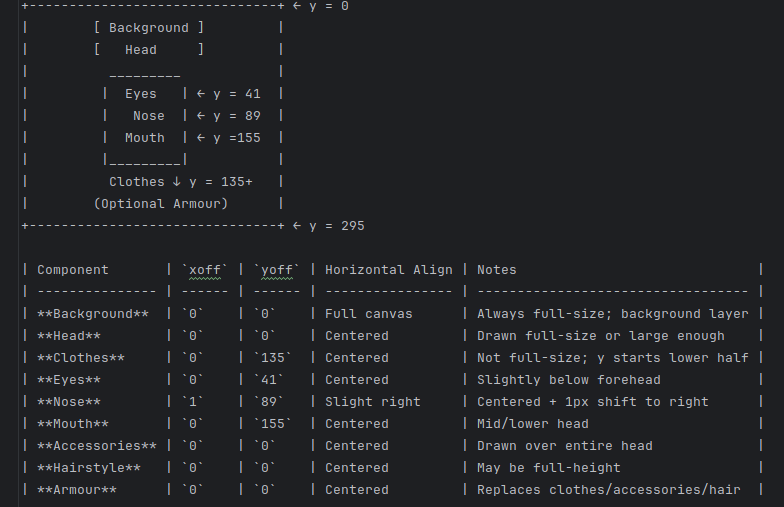 +-------------------------------+ ← y = 0
|        [ Background ]         |
|        [   Head     ]         |
|          _________            |
|         |  Eyes   | ← y = 41  |
|         |   Nose  | ← y = 89  |
|         |  Mouth  | ← y =155  |
|         |_________|           |
|          Clothes ↓ y = 135+   |
|        (Optional Armour)      |
+-------------------------------+ ← y = 295
| Component       | `xoff` | `yoff` | Horizontal Align | Notes                              |
| --------------- | ------ | ------ | ---------------- | ---------------------------------- |
| **Background**  | `0`    | `0`    | Full canvas      | Always full-size; background layer |
| **Head**        | `0`    | `0`    | Centered         | Drawn full-size or large enough    |
| **Clothes**     | `0`    | `135`  | Centered         | Not full-size; y starts lower half |
| **Eyes**        | `0`    | `41`   | Centered         | Slightly below forehead            |
| **Nose**        | `1`    | `89`   | Slight right     | Centered + 1px shift to right      |
| **Mouth**       | `0`    | `155`  | Centered         | Mid/lower head                     |
| **Accessories** | `0`    | `0`    | Centered         | Drawn over entire head             |
| **Hairstyle**   | `0`    | `0`    | Centered         | May be full-height                 |
| **Armour**      | `0`    | `0`    | Centered         | Replaces clothes/accessories/hair  |